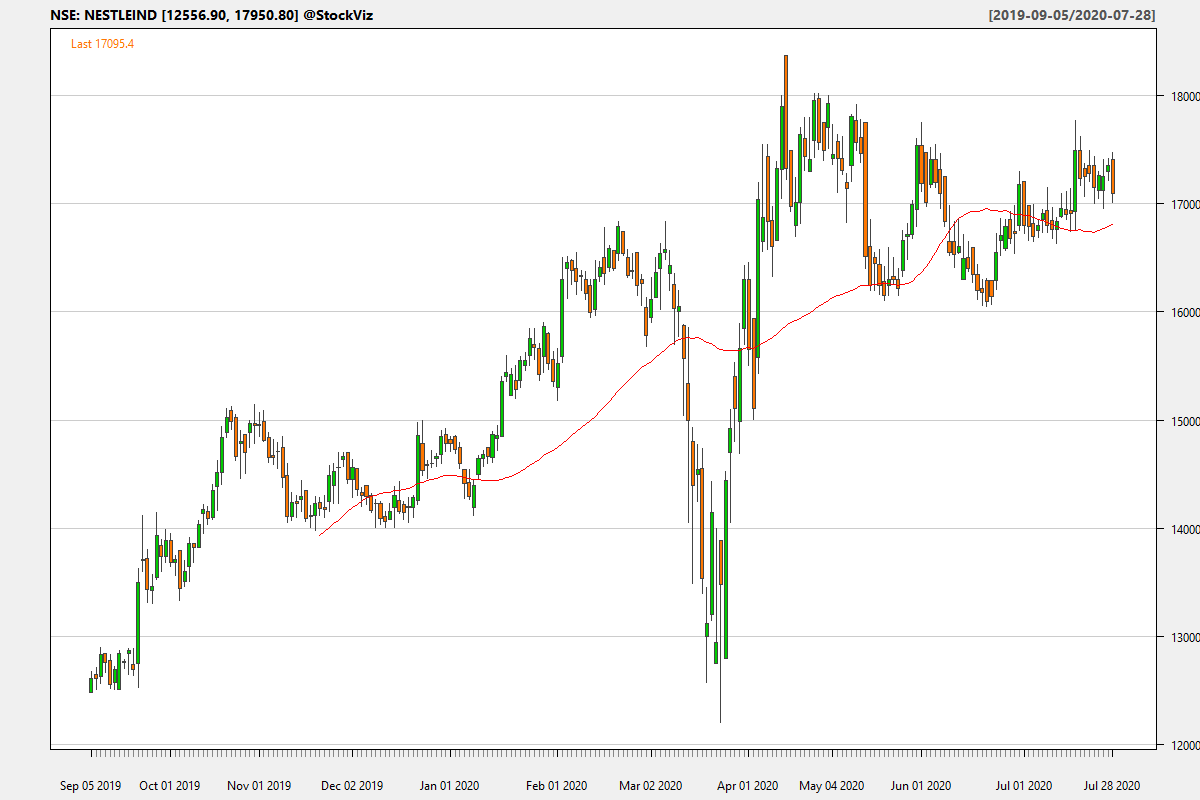 NSE: NESTLEIND [12556.90, 17950.80] @StockViz
[2019-09-05/2020-07-28]
Last 17095.4
18000
17000
16000
15000
14000
13000
12000
Sep 05 2019 Oct 01 2019 Nov 01 2019 Dec 02 2019 Jan 01 2020 Feb 01 2020 Mar 02 2020 Apr 01 2020 May 04 2020 Jun 01 2020 Jul 01 2020 Jul 28 2020